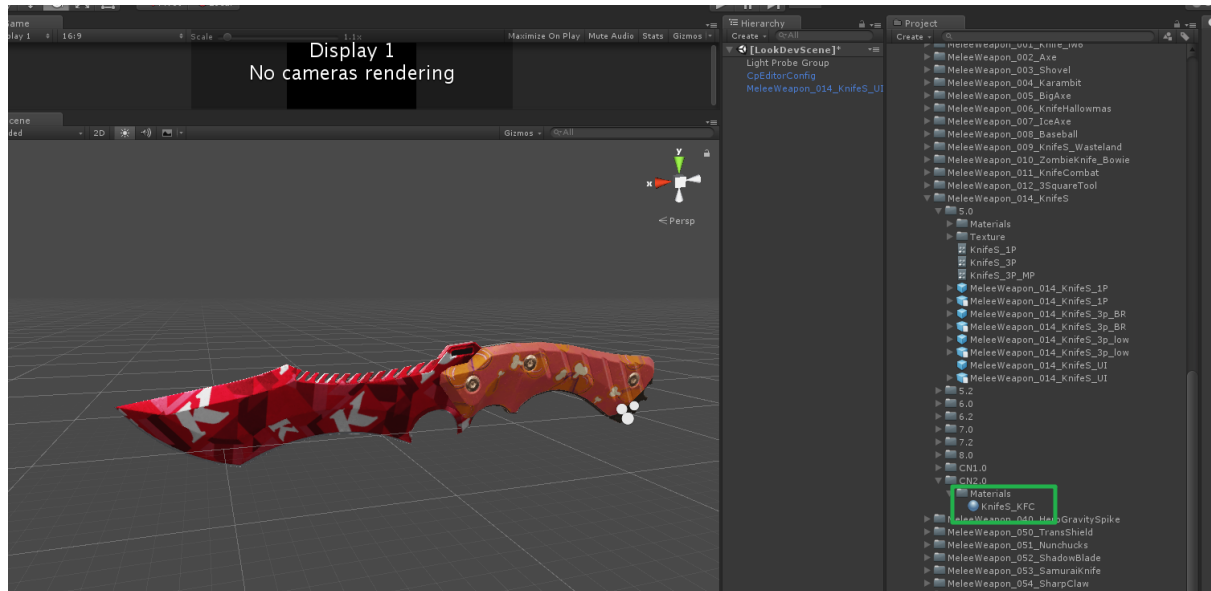 Game
Display 1
16:9
Scale
1.1x
Maximize On Play
Mute Audio
Stats
Gizmos
Display 1
No cameras rendering
Scene
2D
Gizmos
All
y
x
Persp
K
K
K
Hierarchy
Create
All
[LookDevScene]*
Light Probe Group
CpEditorConfig
MeleeWeapon_014_KnifeS_UI
Project
Create
MeleeWeapon_001_Knife_IW6
MeleeWeapon_002_Axe
MeleeWeapon_003_Shovel
MeleeWeapon_004_Karambit
MeleeWeapon_005_BigAxe
MeleeWeapon_006_KnifeHallowmas
MeleeWeapon_007_IceAxe
MeleeWeapon_008_Baseball
MeleeWeapon_009_KnifeS_Wasteland
MeleeWeapon_010_ZombieKnife_Bowie
MeleeWeapon_011_KnifeCombat
MeleeWeapon_012_3SquareTool
MeleeWeapon_014_KnifeS
5.0
Materials
Texture
KnifeS_1P
KnifeS_3P
KnifeS_3P_MP
MeleeWeapon_014_KnifeS_1P
MeleeWeapon_014_KnifeS_1P
MeleeWeapon_014_KnifeS_3p_BR
MeleeWeapon_014_KnifeS_3p_BR
MeleeWeapon_014_KnifeS_3p_low
MeleeWeapon_014_KnifeS_3p_low
MeleeWeapon_014_KnifeS_UI
MeleeWeapon_014_KnifeS_UI
5.2
6.0
6.2
7.0
7.2
8.0
CN1.0
CN2.0
Materials
KnifeS_KFC
MeleeWeapon_040_HeroGravitySpike
MeleeWeapon_050_TransShield
MeleeWeapon_051_Nunchucks
MeleeWeapon_052_ShadowBlade
MeleeWeapon_053_SamuraiKnife
MeleeWeapon_054_SharpClaw